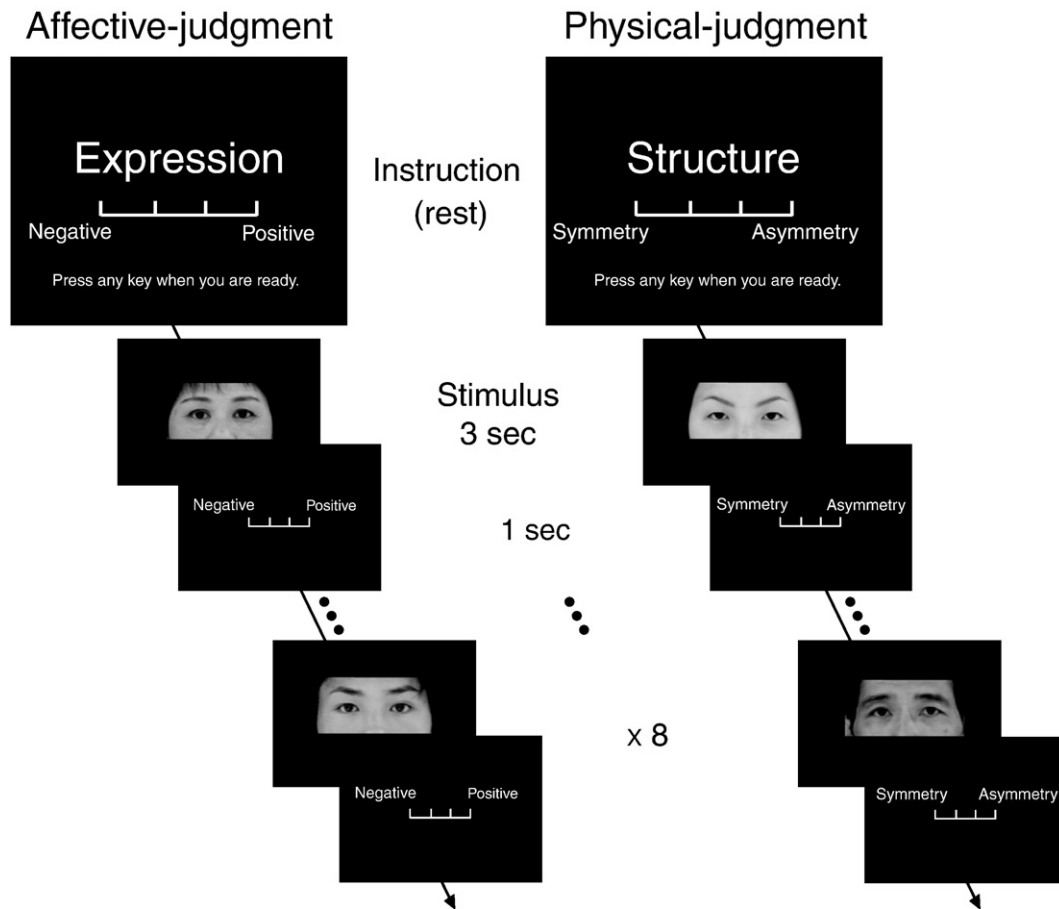 Affective-judgment
Physical-judgment
Expression
Negative
Positive
Press any key when you are ready.
Instruction
(rest)
Structure
Symmetry
Asymmetry
Press any key when you are ready.
Stimulus
3 sec
Negative
Positive
1 sec
Symmetry
Asymmetry
x 8
Negative
Positive
Symmetry
Asymmetry